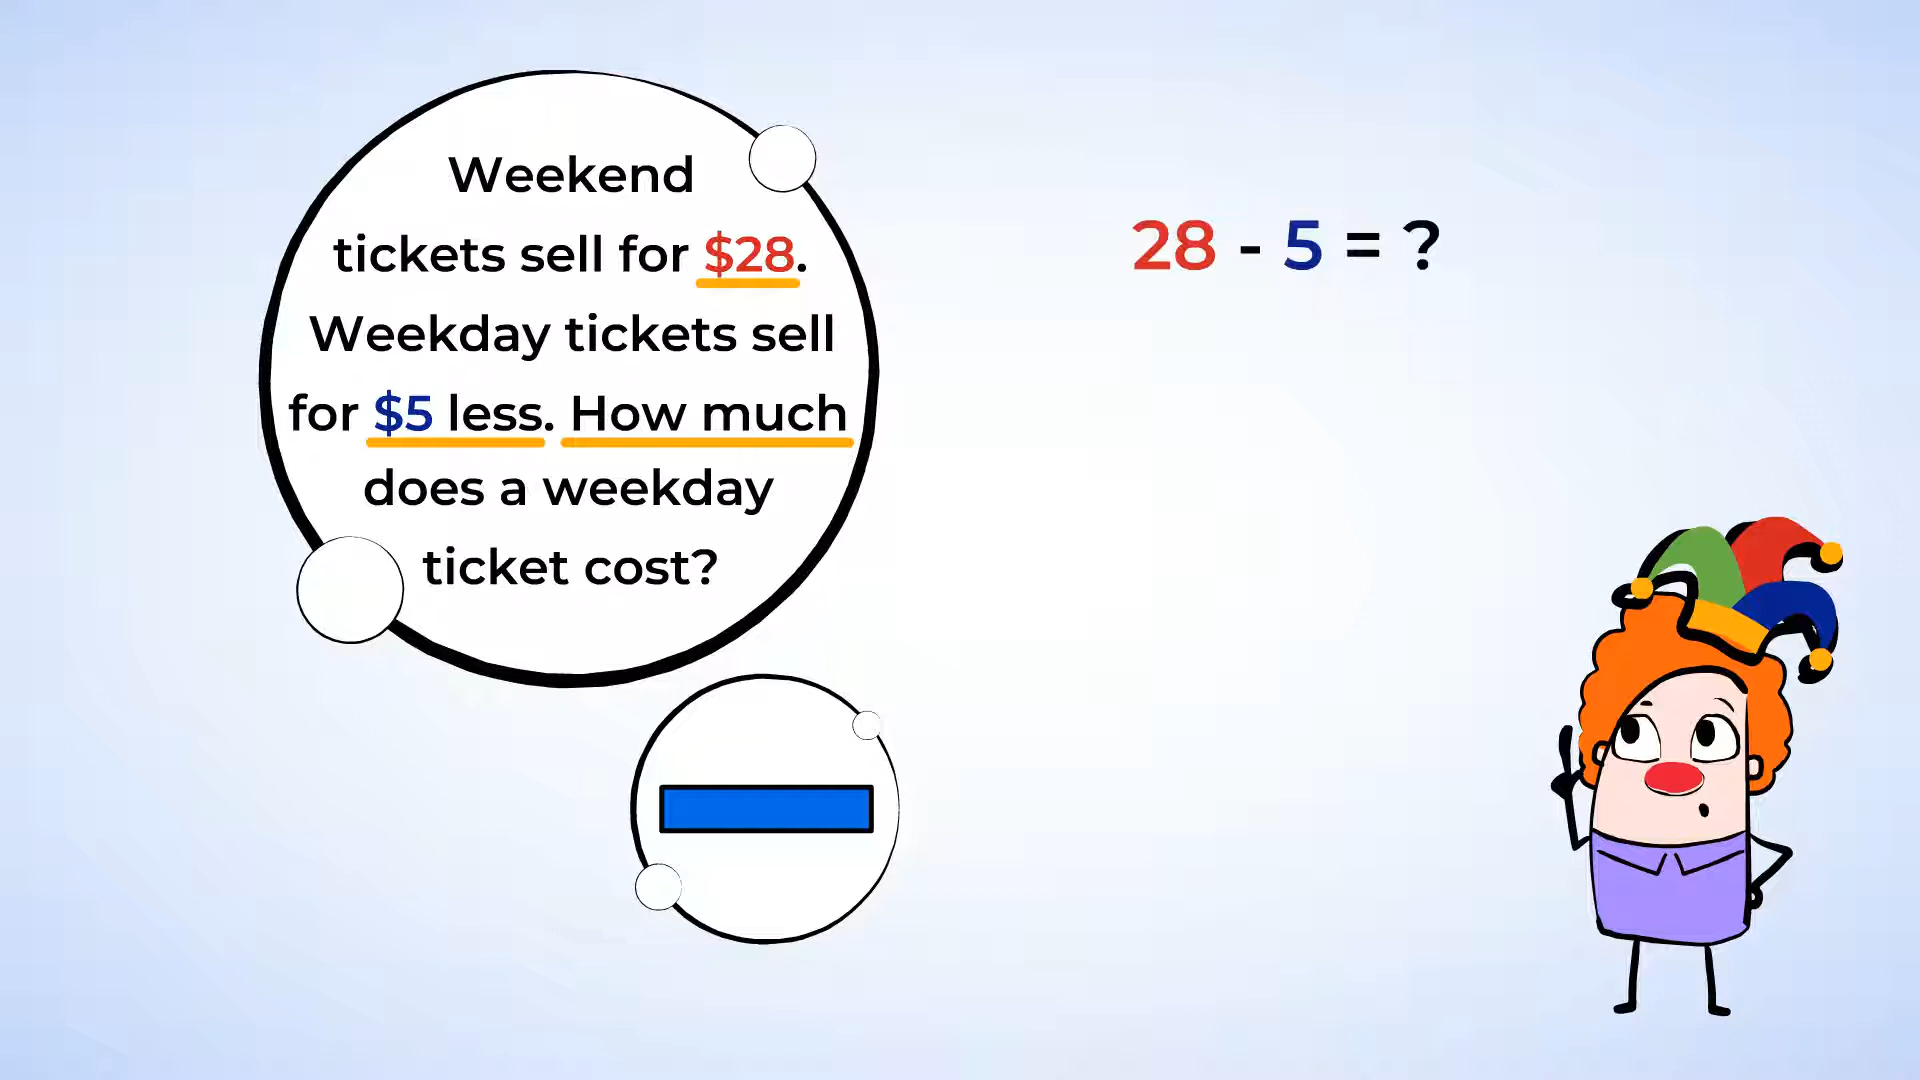 Weekend
tickets sell for $28.
Weekday tickets sell
for $5 less. How much
does a weekday
ticket cost?
28 - 5 = ?